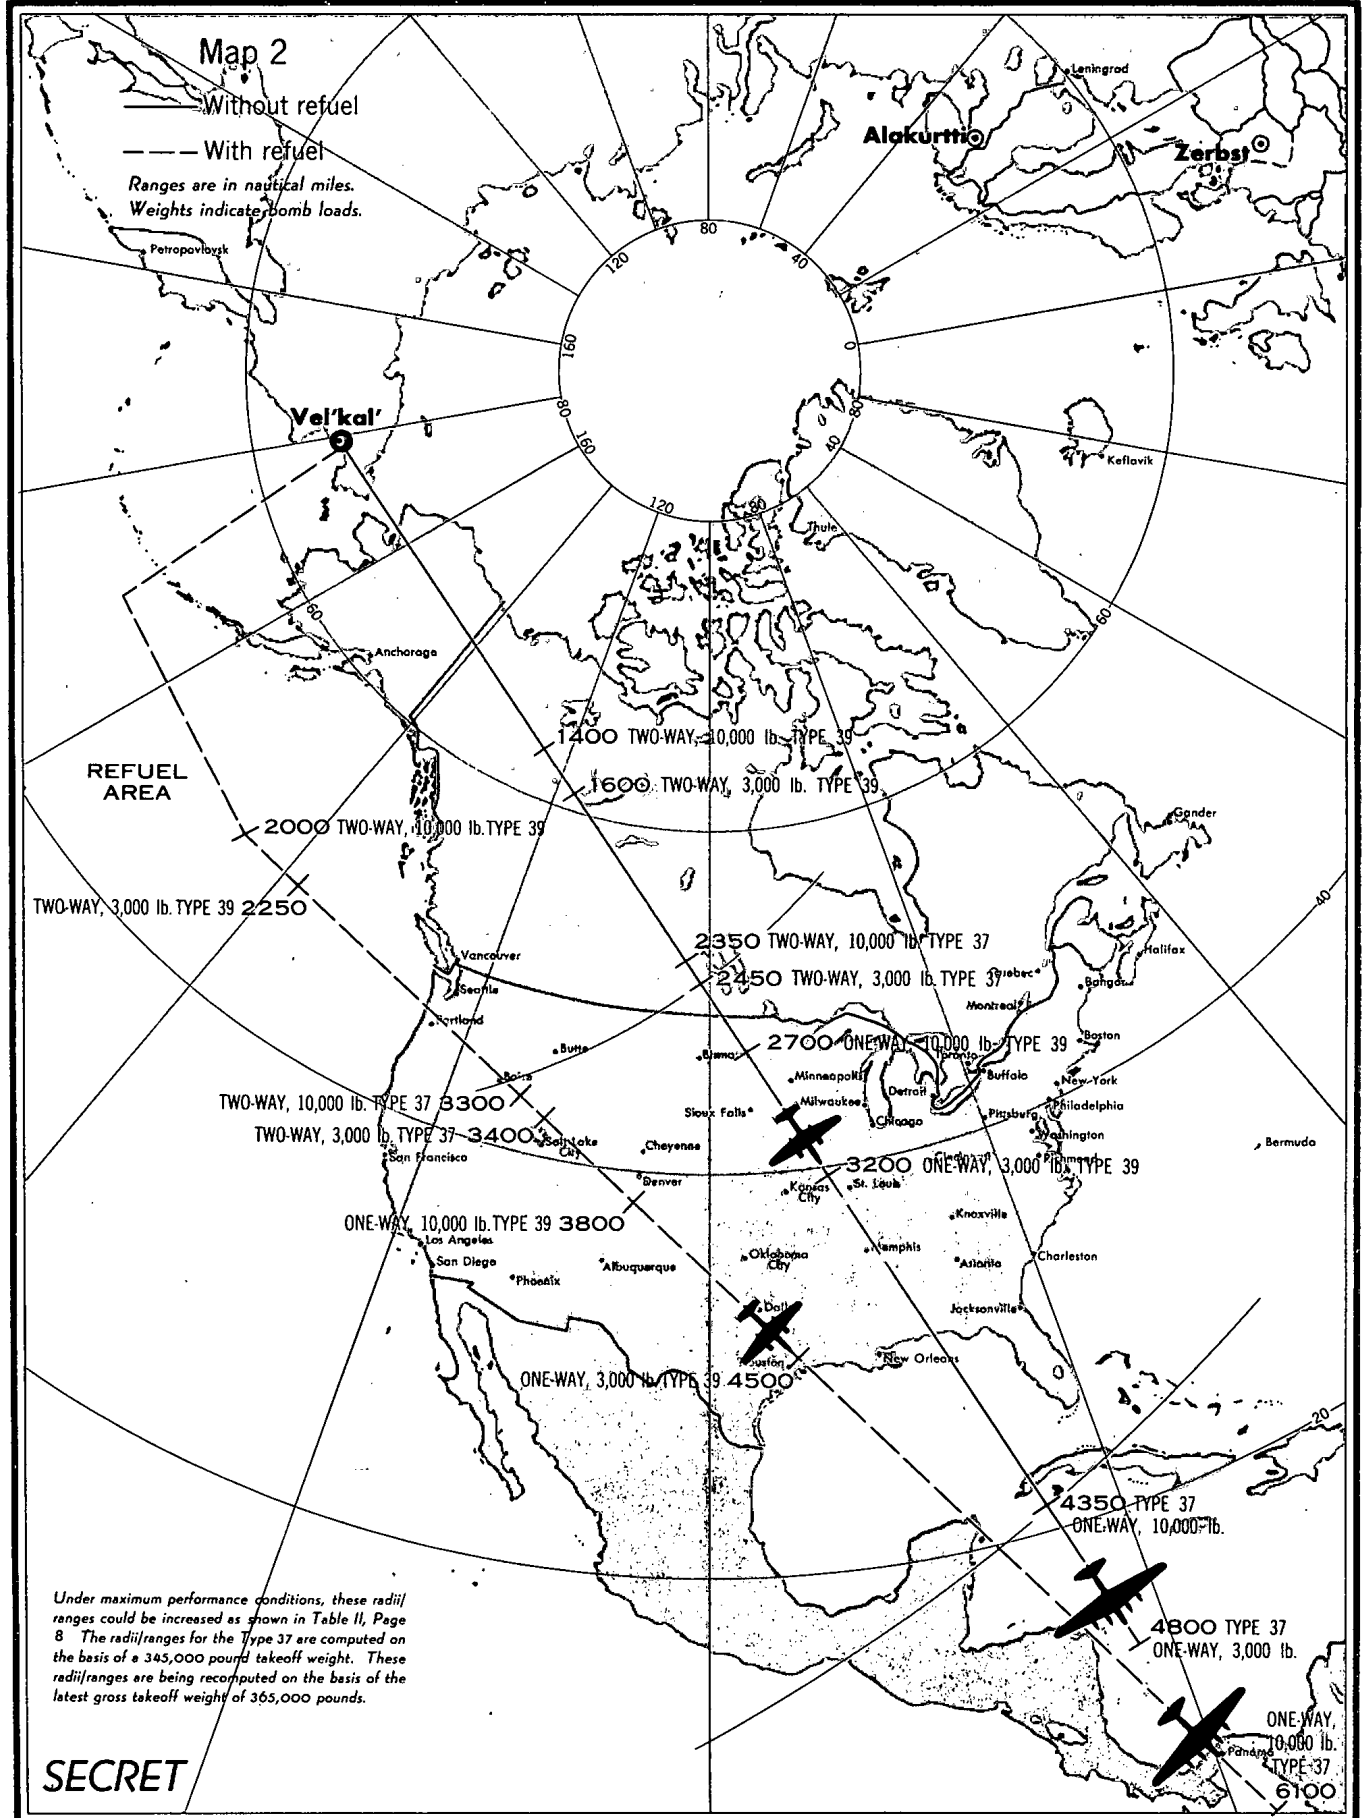 Map 2
Without refuel
With refuel
Ranges are in nautical miles.
Weights indicate bomb loads.
Leningrad
Alakurtti
Zerbst
Petropavlovsk
80
120
40
160
0
Vel'kal'
80
160
80
40
Keflavik
120
80
Thule
60
60
Anchorage
1400 TWO-WAY, 10,000 lb. TYPE 39
REFUEL
AREA
1600 TWO-WAY, 3,000 lb. TYPE 39
Gander
2000 TWO-WAY, 10,000 lb. TYPE 39
40
TWO-WAY, 3,000 lb. TYPE 39 2250
2350 TWO-WAY, 10,000 lb. TYPE 37
Halifax
Vancouver
2450 TWO-WAY, 3,000 lb. TYPE 37
Quebec
Bangor
Seattle
Montreal
Portland
Boston
2700 ONE-WAY, 10,000 lb. TYPE 39
Butte
Toronto
Boise
Minneapolis
Buffalo
New York
Detroit
TWO-WAY, 10,000 lb. TYPE 37 3300
Milwaukee
Philadelphia
Sioux Falls
Pittsburg
Chicago
TWO-WAY, 3,000 lb. TYPE 37 3400
Salt Lake
City
Washington
Bermuda
Cheyenne
San Francisco
Richmond
3200 ONE-WAY, 3,000 lb. TYPE 39
Denver
Kansas
City
St. Louis
ONE-WAY, 10,000 lb. TYPE 39 3800
Knoxville
Los Angeles
Memphis
Oklahoma
City
Charleston
San Diego
Albuquerque
Atlanta
Phoenix
Jacksonville
Houston
New Orleans
ONE-WAY, 3,000 lb. TYPE 39 4500
20
4350 TYPE 37
ONE-WAY, 10,000 lb.
Under maximum performance conditions, these radii/
ranges could be increased as shown in Table II, Page
8 The radii/ranges for the Type 37 are computed on
the basis of a 345,000 pound takeoff weight. These
radii/ranges are being recomputed on the basis of the
latest gross takeoff weight of 365,000 pounds.
4800 TYPE 37
ONE-WAY, 3,000 lb.
ONE-WAY,
10,000 lb.
TYPE 37
6100
Panama
SECRET